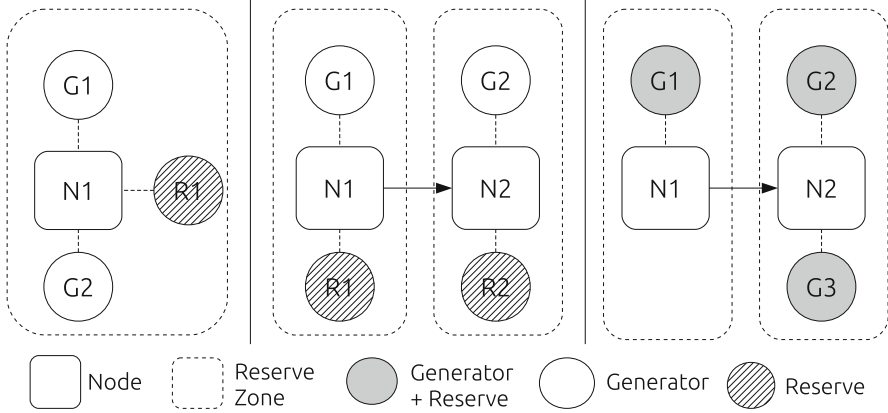 G1
N1
R1
G2
G1
G2
N1
N2
R1
R2
G1
G2
N1
N2
G3
Node
Reserve
Zone
Generator
+ Reserve
Generator
Reserve